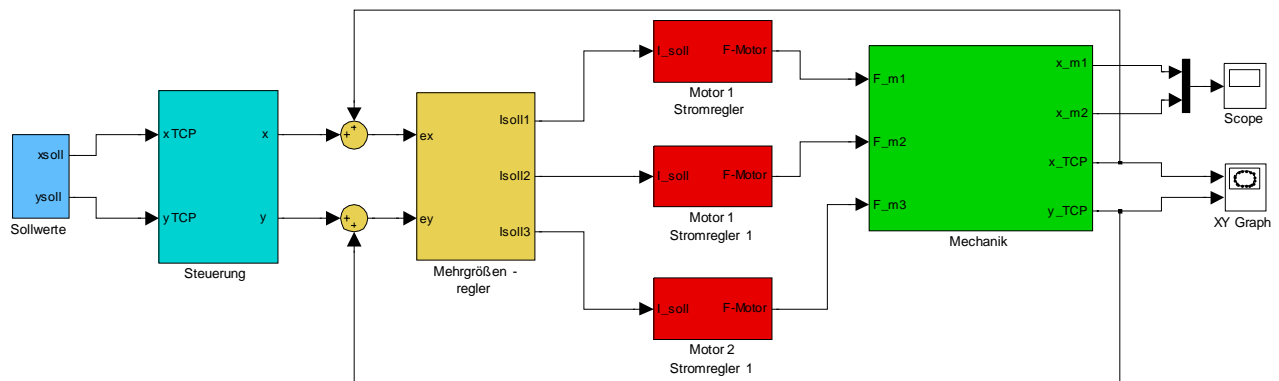 xsoll
ysoll
Sollwerte
x TCP
y TCP
x
y
Steuerung
+
+
+
+
ex
ey
Isoll1
Isoll2
Isoll3
Mehrgrößen -
regler
I_soll
F-Motor
Motor 1
Stromregler
I_soll
F-Motor
Motor 1
Stromregler 1
I_soll
F-Motor
Motor 2
Stromregler 1
F_m1
F_m2
F_m3
x_m1
x_m2
x_TCP
y_TCP
Mechanik
Scope
XY Graph